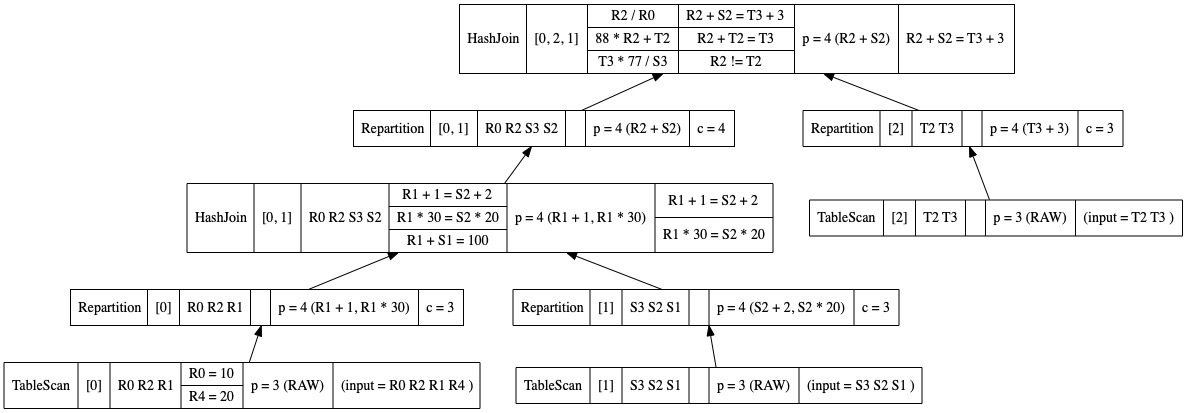 HashJoin [0, 2, 1] R2 / R0 R2 + S2 = T3 + 3 p = 4 (R2 + S2) R2 + S2 = T3 + 3
88 * R2 + T2 R2 + T2 = T3
T3 * 77 / S3 R2 != T2
Repartition [0, 1] R0 R2 S3 S2 p = 4 (R2 + S2) c = 4
Repartition [2] T2 T3 p = 4 (T3 + 3) c = 3
HashJoin [0, 1] R0 R2 S3 S2 R1 + 1 = S2 + 2 p = 4 (R1 + 1, R1 * 30) R1 + 1 = S2 + 2
R1 * 30 = S2 * 20 R1 * 30 = S2 * 20
R1 + S1 = 100
TableScan [2] T2 T3 p = 3 (RAW) (input = T2 T3 )
Repartition [0] R0 R2 R1 p = 4 (R1 + 1, R1 * 30) c = 3
Repartition [1] S3 S2 S1 p = 4 (S2 + 2, S2 * 20) c = 3
TableScan [0] R0 R2 R1 R0 = 10 p = 3 (RAW) (input = R0 R2 R1 R4 )
R4 = 20
TableScan [1] S3 S2 S1 p = 3 (RAW) (input = S3 S2 S1 )